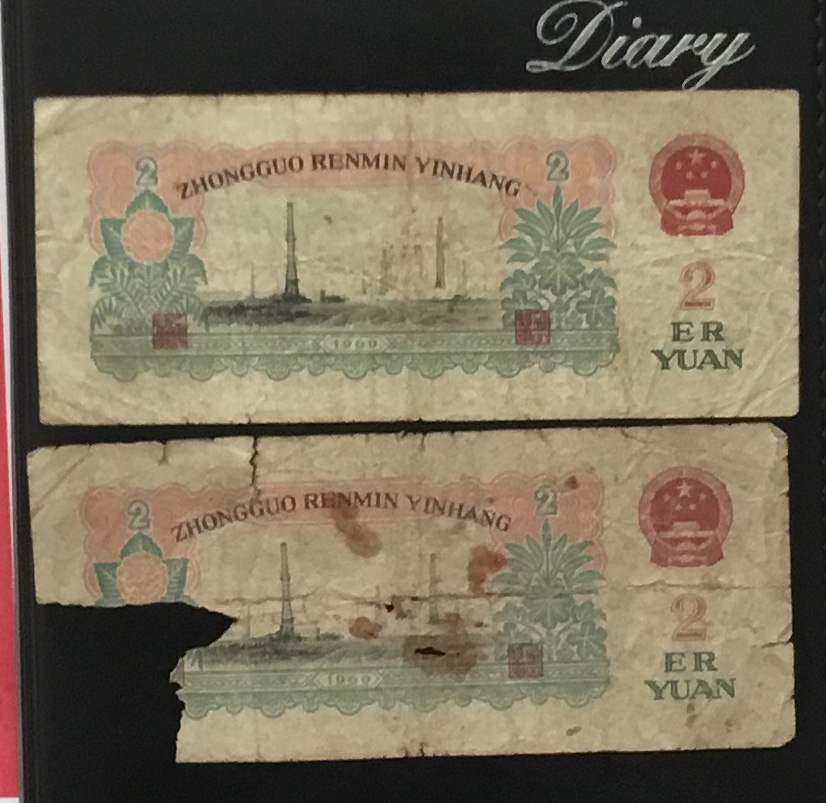 Diary
2 2
ZHONGGUO RENMIN YINHANG
2
ER
YUAN
1960
2 2
ZHONGGUO RENMIN YINHANG
2
ER
YUAN
1960